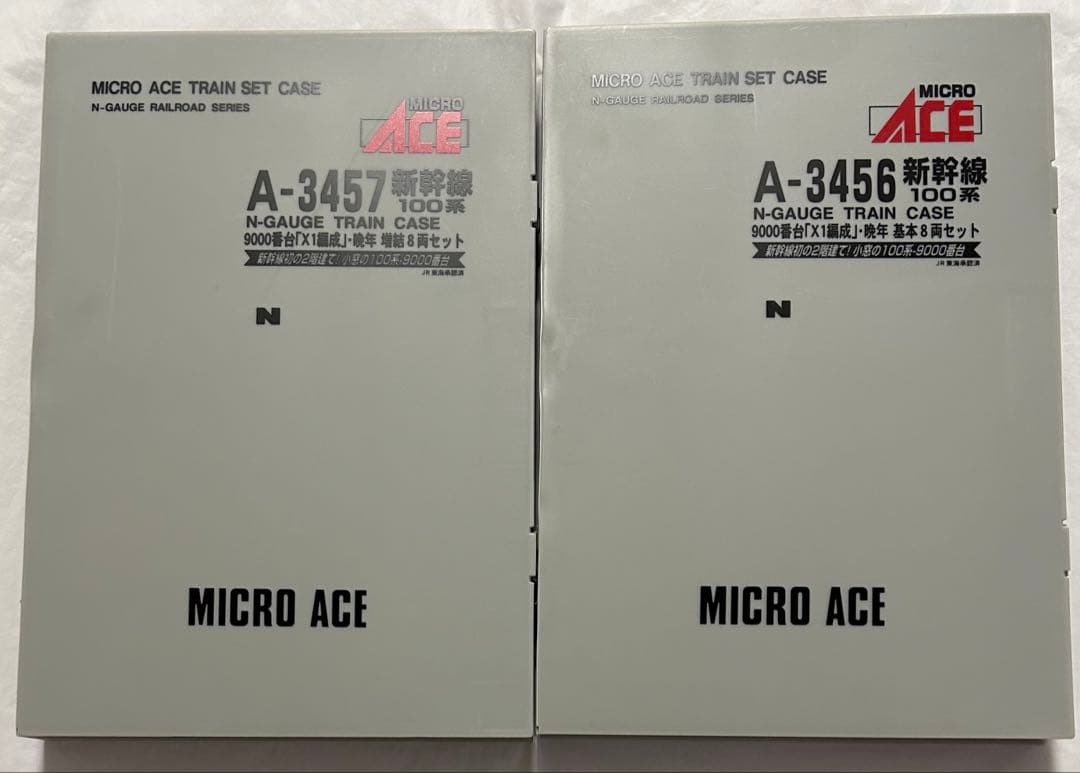 MICRO ACE TRAIN SET CASE
N-GAUGE RAILROAD SERIES
MICRO
ACE
A-3457 新幹線
100系
N-GAUGE TRAIN CASE
9000番台「X1編成」・晩年 増結8両セット
新幹線初の2階建て!小窓の100系-9000番台
JR東海承認済
N
MICRO ACE
MICRO ACE TRAIN SET CASE
N-GAUGE RAILROAD SERIES
MICRO
ACE
A-3456 新幹線
100系
N-GAUGE TRAIN CASE
9000番台「X1編成」・晩年 基本8両セット
新幹線初の2階建て!小窓の100系-9000番台
JR東海承認済
N
MICRO ACE